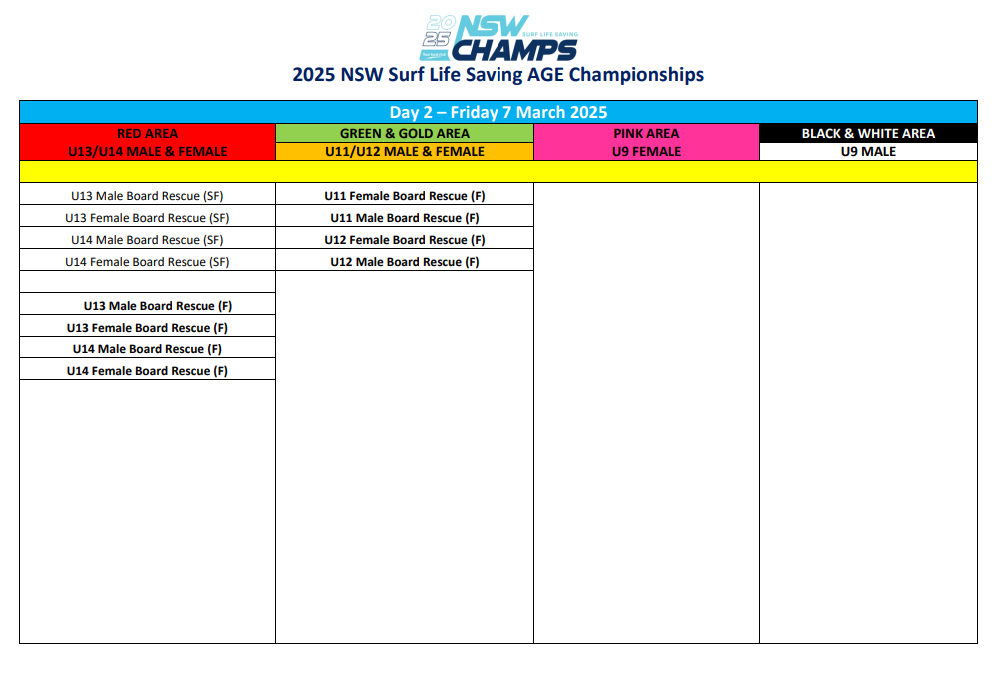 2025 NSW SURF LIFE SAVING CHAMPS
2025 NSW Surf Life Saving AGE Championships
Day 2 – Friday 7 March 2025
RED AREA
GREEN & GOLD AREA
PINK AREA
BLACK & WHITE AREA
U13/U14 MALE & FEMALE
U11/U12 MALE & FEMALE
U9 FEMALE
U9 MALE
U13 Male Board Rescue (SF)
U11 Female Board Rescue (F)
U13 Female Board Rescue (SF)
U11 Male Board Rescue (F)
U14 Male Board Rescue (SF)
U12 Female Board Rescue (F)
U14 Female Board Rescue (SF)
U12 Male Board Rescue (F)
U13 Male Board Rescue (F)
U13 Female Board Rescue (F)
U14 Male Board Rescue (F)
U14 Female Board Rescue (F)